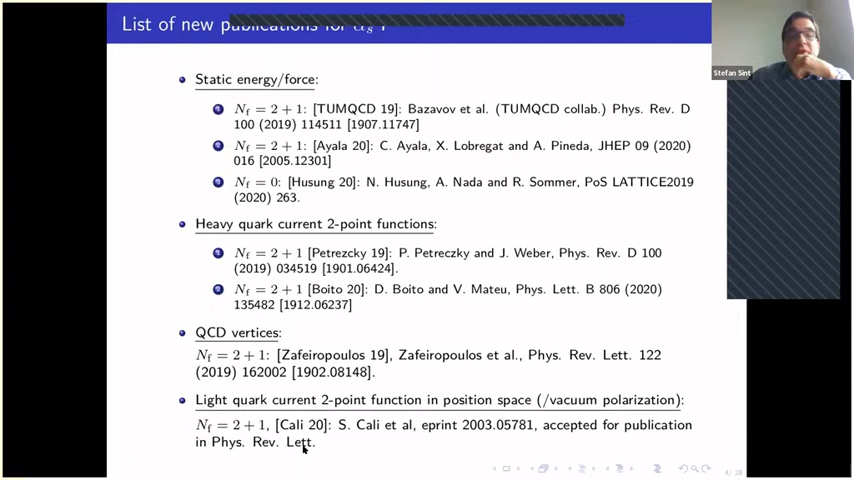 List of new publications for αs I
Stefan Sint
Static energy/force:
1 Nf = 2 + 1: [TUMQCD 19]: Bazavov et al. (TUMQCD collab.) Phys. Rev. D
100 (2019) 114511 [1907.11747]
2 Nf = 2 + 1: [Ayala 20]: C. Ayala, X. Lobregat and A. Pineda, JHEP 09 (2020)
016 [2005.12301]
3 Nf = 0: [Husung 20]: N. Husung, A. Nada and R. Sommer, PoS LATTICE2019
(2020) 263.
Heavy quark current 2-point functions:
1 Nf = 2 + 1 [Petrezcky 19]: P. Petreczky and J. Weber, Phys. Rev. D 100
(2019) 034519 [1901.06424].
2 Nf = 2 + 1 [Boito 20]: D. Boito and V. Mateu, Phys. Lett. B 806 (2020)
135482 [1912.06237]
QCD vertices:
Nf = 2 + 1: [Zafeiropoulos 19], Zafeiropoulos et al., Phys. Rev. Lett. 122
(2019) 162002 [1902.08148].
Light quark current 2-point function in position space (/vacuum polarization):
Nf = 2 + 1, [Cali 20]: S. Cali et al, eprint 2003.05781, accepted for publication
in Phys. Rev. Lett.
4 / 28